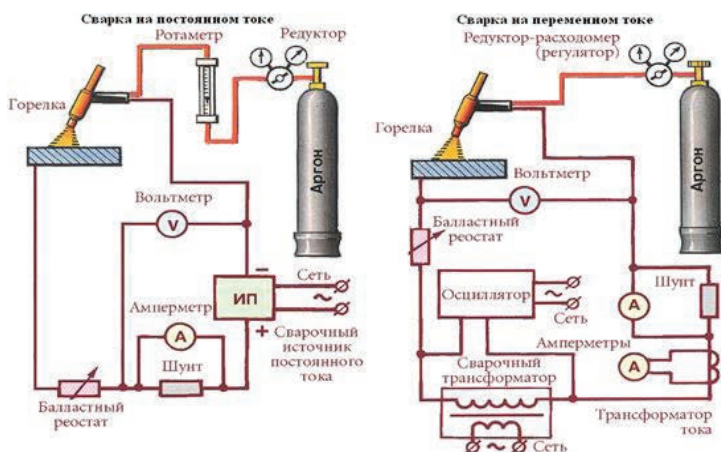 Сварка на постоянном токе
Ротаметр
Редуктор
Горелка
Аргон
Вольтметр
V
−
Сеть
ИП
~
Амперметр
A
+
Сварочный
источник
постоянного
тока
Шунт
Балластный
реостат
Сварка на переменном токе
Редуктор-расходомер
(регулятор)
Горелка
Аргон
Вольтметр
V
Балластный
реостат
Осциллятор
~
Сеть
A
Шунт
Амперметры
A
Сварочный
трансформатор
Трансформатор
тока
~
Сеть